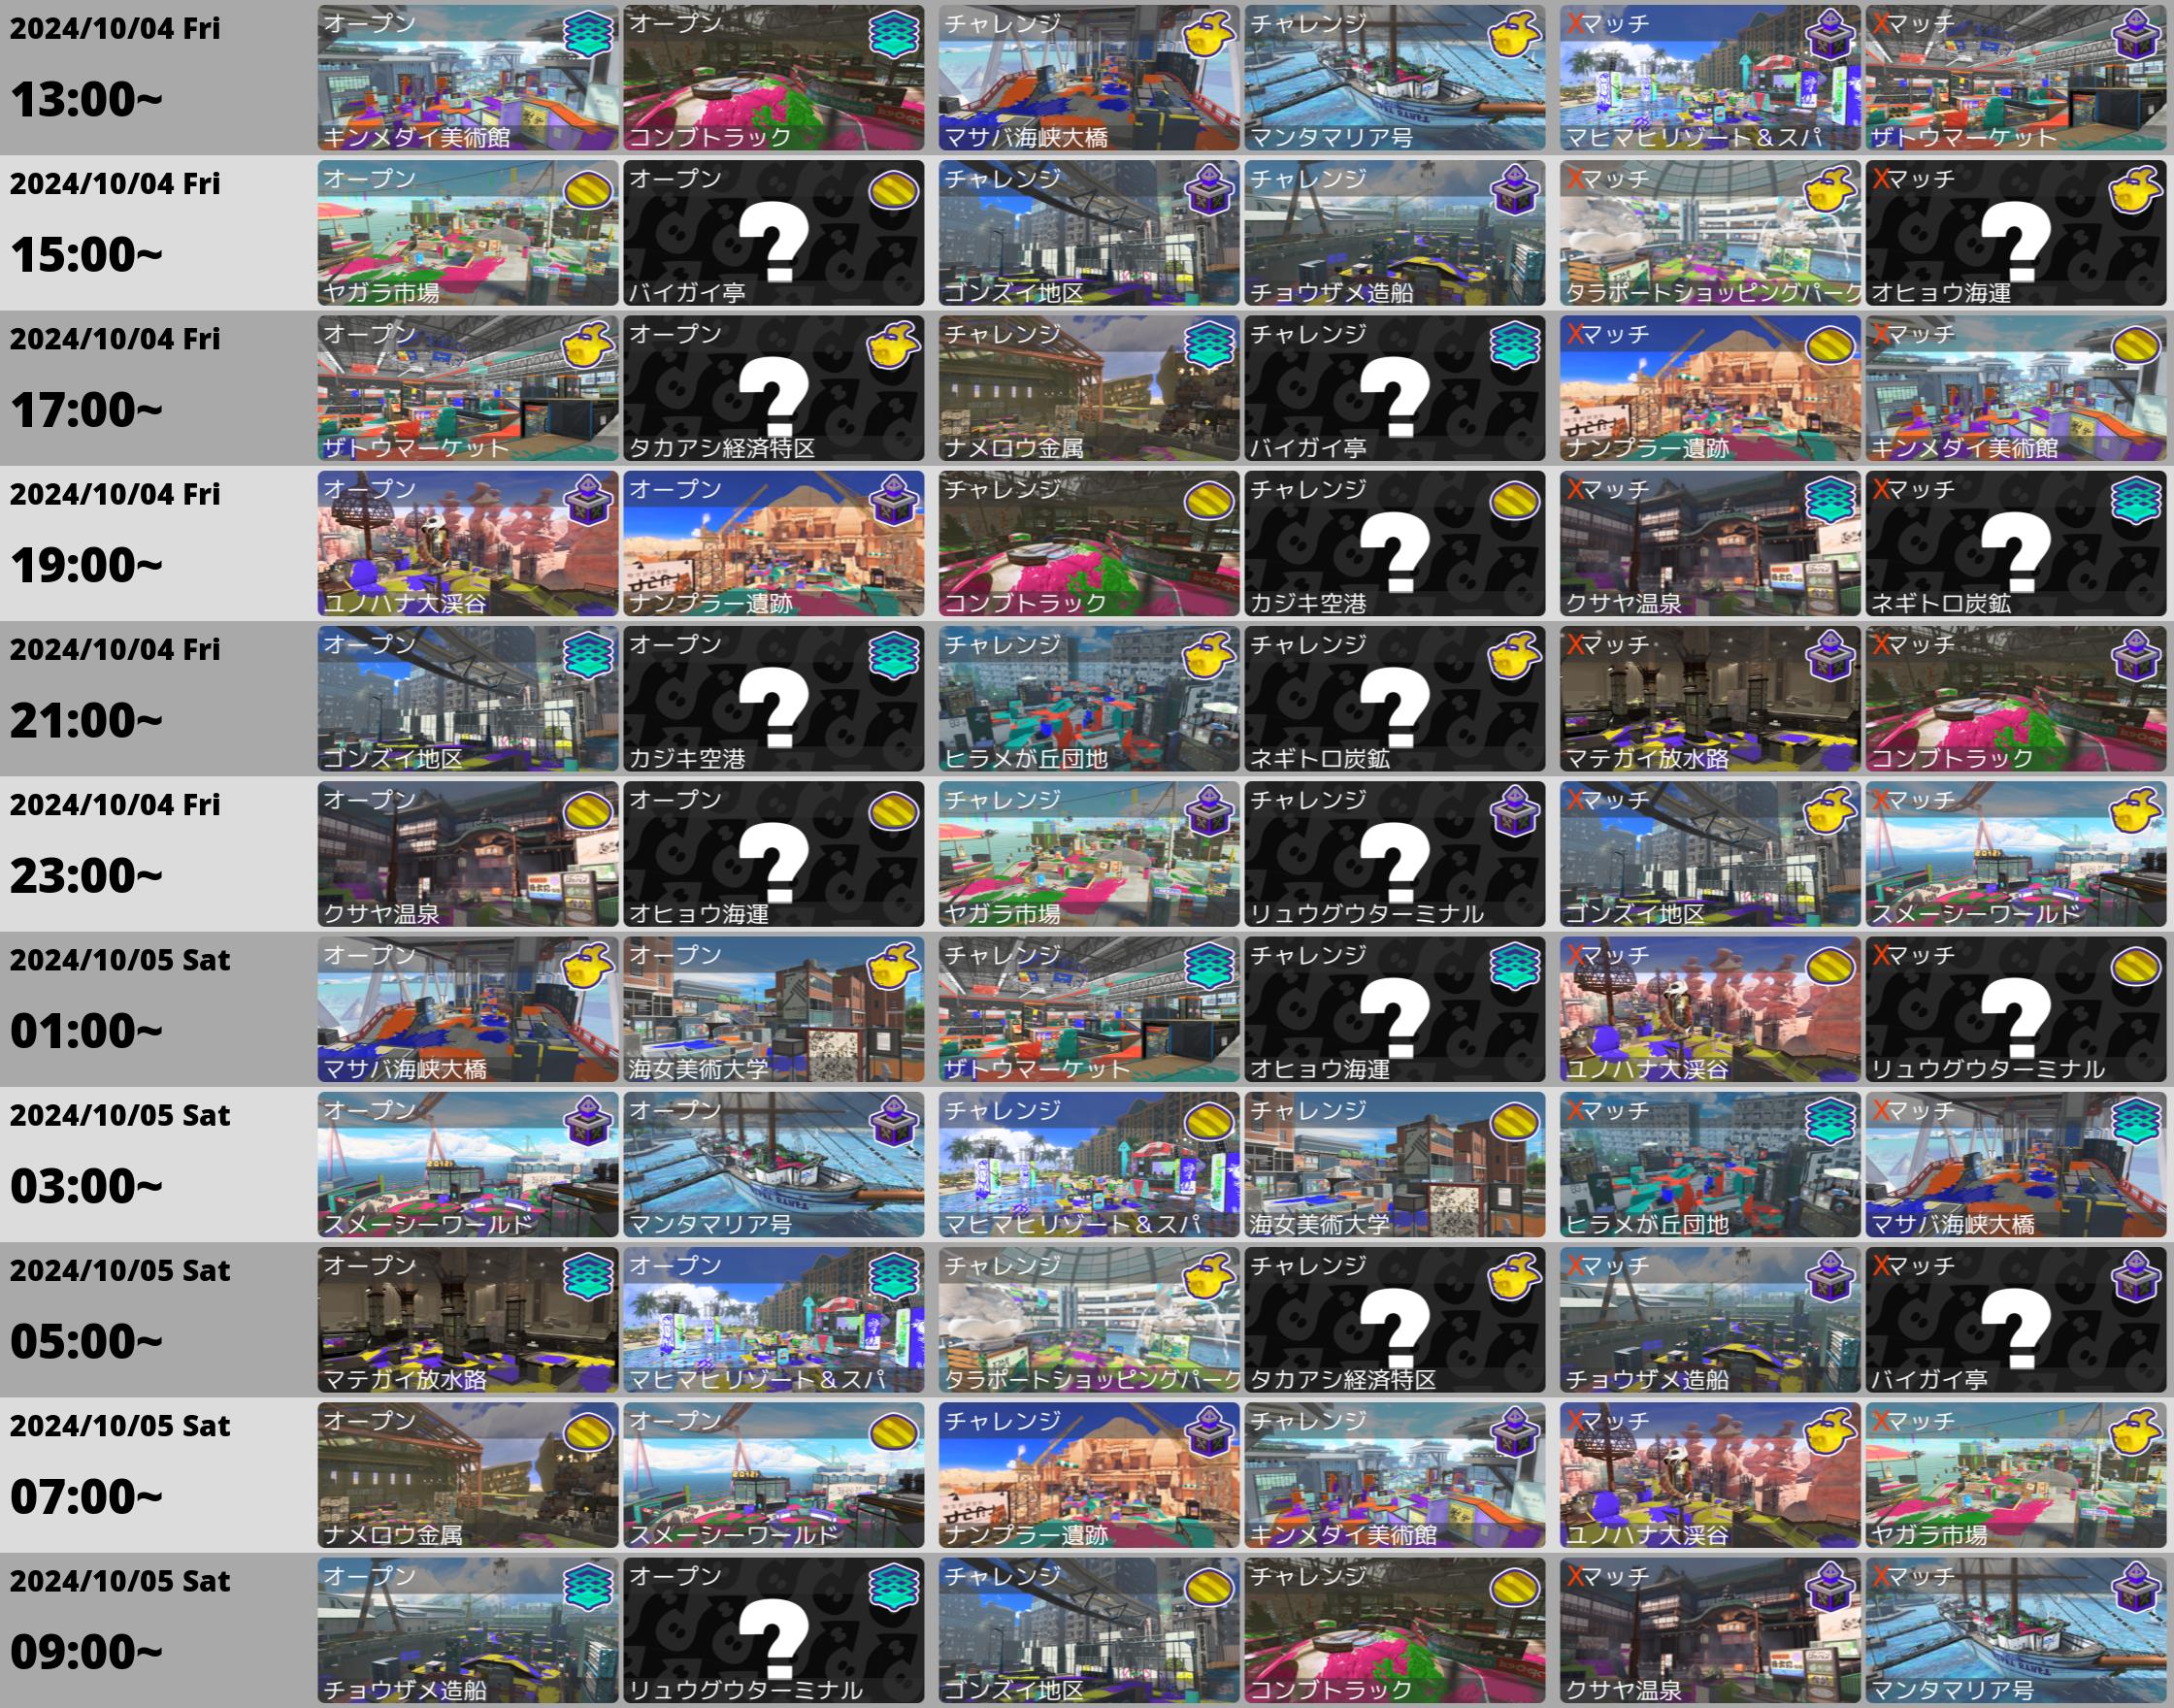 2024/10/04 Fri
13:00~
オープン
キンメダイ美術館
オープン
コンブトラック
チャレンジ
マサバ海峡大橋
チャレンジ
マンタマリア号
Xマッチ
マヒマヒリゾート＆スパ
Xマッチ
ザトウマーケット
2024/10/04 Fri
15:00~
オープン
ヤガラ市場
オープン
?
バイガイ亭
チャレンジ
ゴンズイ地区
チャレンジ
チョウザメ造船
Xマッチ
タラポートショッピングパーク
Xマッチ
?
オヒョウ海運
2024/10/04 Fri
17:00~
オープン
ザトウマーケット
オープン
?
タカアシ経済特区
チャレンジ
ナメロウ金属
チャレンジ
?
バイガイ亭
Xマッチ
ナンプラー遺跡
Xマッチ
キンメダイ美術館
2024/10/04 Fri
19:00~
オープン
ユノハナ大渓谷
オープン
ナンプラー遺跡
チャレンジ
コンブトラック
チャレンジ
?
カジキ空港
Xマッチ
クサヤ温泉
Xマッチ
?
ネギトロ炭鉱
2024/10/04 Fri
21:00~
オープン
ゴンズイ地区
オープン
?
カジキ空港
チャレンジ
ヒラメが丘団地
チャレンジ
?
ネギトロ炭鉱
Xマッチ
マテガイ放水路
Xマッチ
コンブトラック
2024/10/04 Fri
23:00~
オープン
クサヤ温泉
オープン
?
オヒョウ海運
チャレンジ
ヤガラ市場
チャレンジ
?
リュウグウターミナル
Xマッチ
ゴンズイ地区
Xマッチ
スメーシーワールド
2024/10/05 Sat
01:00~
オープン
マサバ海峡大橋
オープン
海女美術大学
チャレンジ
ザトウマーケット
チャレンジ
?
オヒョウ海運
Xマッチ
ユノハナ大渓谷
Xマッチ
?
リュウグウターミナル
2024/10/05 Sat
03:00~
オープン
スメーシーワールド
オープン
マンタマリア号
チャレンジ
マヒマヒリゾート＆スパ
チャレンジ
海女美術大学
Xマッチ
ヒラメが丘団地
Xマッチ
マサバ海峡大橋
2024/10/05 Sat
05:00~
オープン
マテガイ放水路
オープン
マヒマヒリゾート＆スパ
チャレンジ
タラポートショッピングパーク
チャレンジ
?
タカアシ経済特区
Xマッチ
チョウザメ造船
Xマッチ
?
バイガイ亭
2024/10/05 Sat
07:00~
オープン
ナメロウ金属
オープン
スメーシーワールド
チャレンジ
ナンプラー遺跡
チャレンジ
キンメダイ美術館
Xマッチ
ユノハナ大渓谷
Xマッチ
ヤガラ市場
2024/10/05 Sat
09:00~
オープン
チョウザメ造船
オープン
?
リュウグウターミナル
チャレンジ
ゴンズイ地区
チャレンジ
コンブトラック
Xマッチ
クサヤ温泉
Xマッチ
マンタマリア号